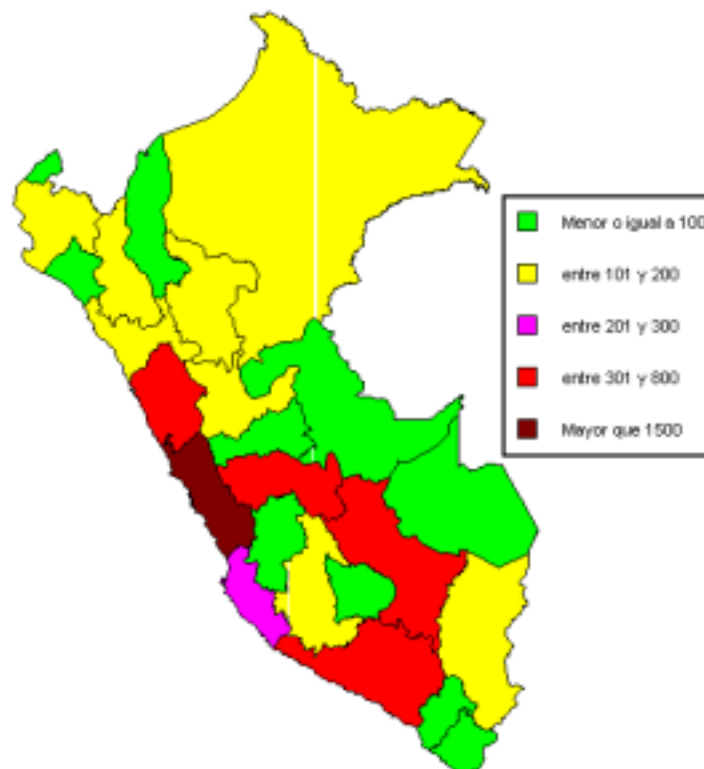 Menor o igual a 100
entre 101 y 200
entre 201 y 300
entre 301 y 800
Mayor que 1500